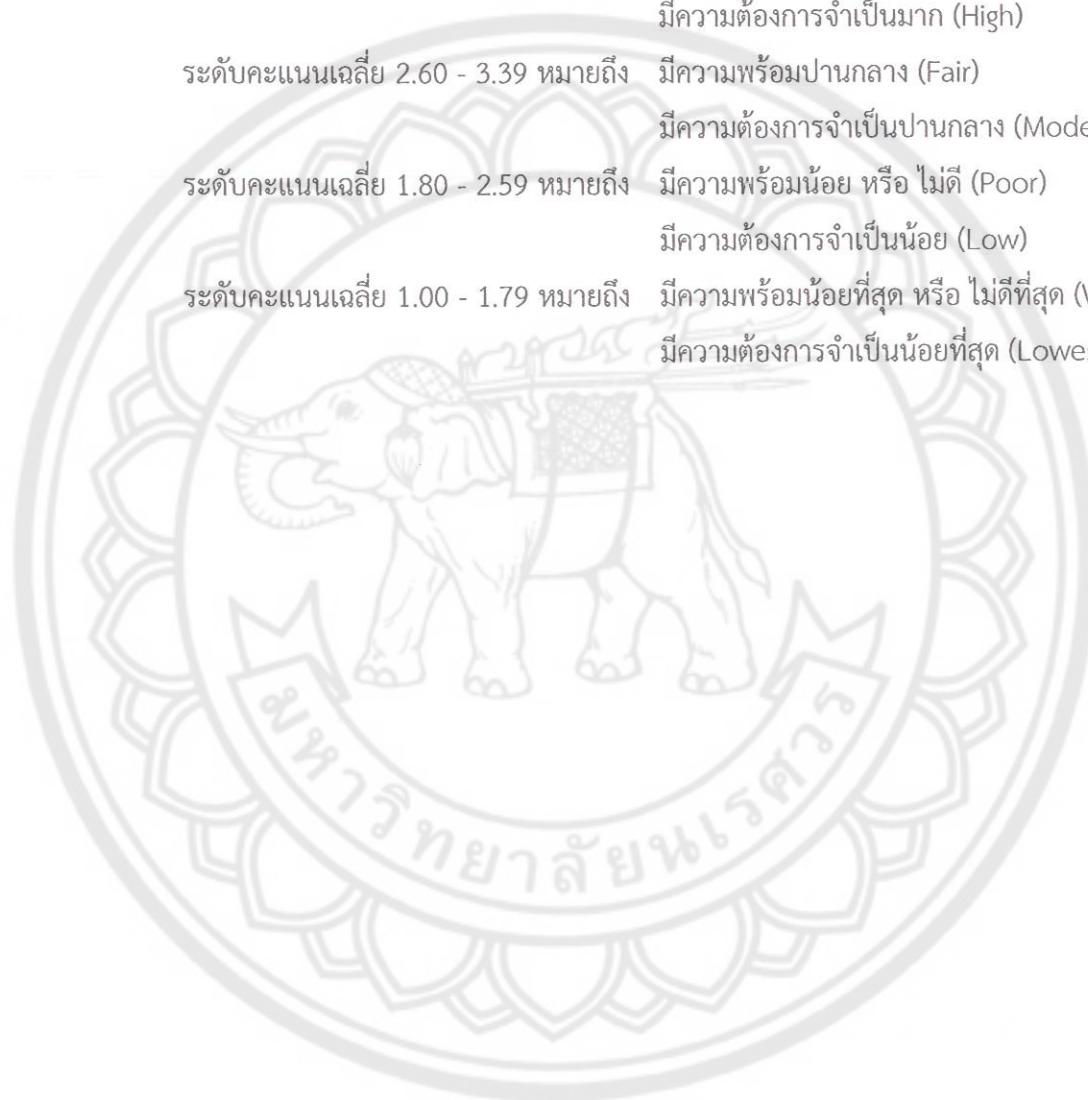 มีความต้องการจำเป็นมาก (High)
ระดับคะแนนเฉลี่ย 2.60 - 3.39 หมายถึง มีความพร้อมปานกลาง (Fair)
มีความต้องการจำเป็นปานกลาง (Mode
ระดับคะแนนเฉลี่ย 1.80 - 2.59 หมายถึง มีความพร้อมน้อย หรือ ไม่ดี (Poor)
มีความต้องการจำเป็นน้อย (Low)
ระดับคะแนนเฉลี่ย 1.00 - 1.79 หมายถึง มีความพร้อมน้อยที่สุด หรือ ไม่ดีที่สุด (
มีความต้องการจำเป็นน้อยที่สุด (Lowe
มหาวิทยาลัยนเรศวร